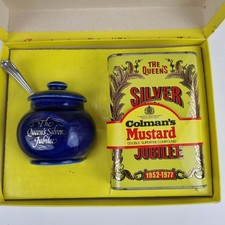 The
Queen's Silver
Jubilee
THE
QUEEN'S
SILVER
Colman's
Mustard
DOUBLE SUPERFINE COMPOUND
JUBILEE
1952-1977